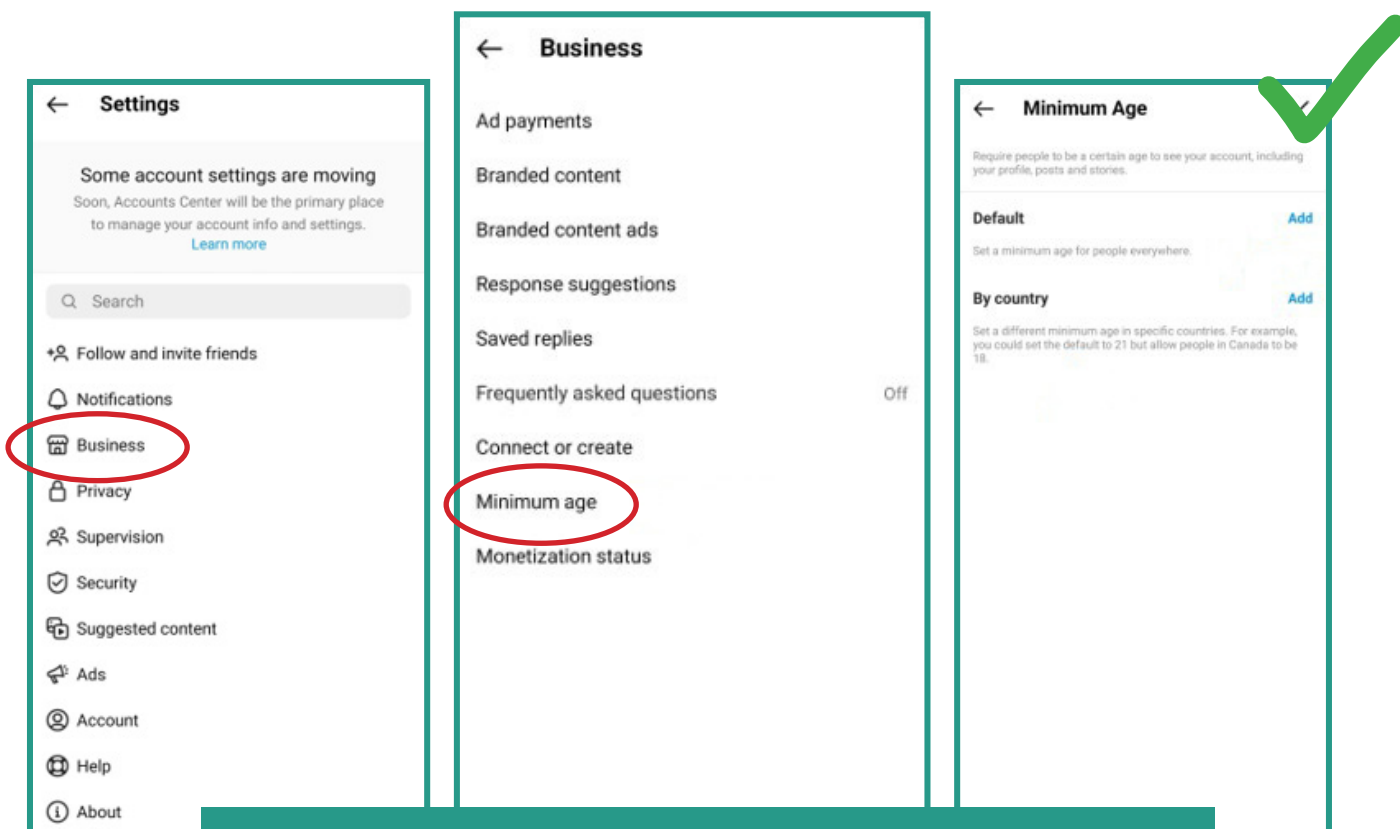 Settings
Some account settings are moving
Soon, Accounts Center will be the primary place
to manage your account info and settings.
Learn more
Search
Follow and invite friends
Notifications
Business
Privacy
Supervision
Security
Suggested content
Ads
Account
Help
About
Business
Ad payments
Branded content
Branded content ads
Response suggestions
Saved replies
Frequently asked questions Off
Connect or create
Minimum age
Monetization status
Minimum Age
Require people to be a certain age to see your account, including
your profile, posts and stories.
Default Add
Set a minimum age for people everywhere.
By country Add
Set a different minimum age in specific countries. For example,
you could set the default to 21 but allow people in Canada to be
18.